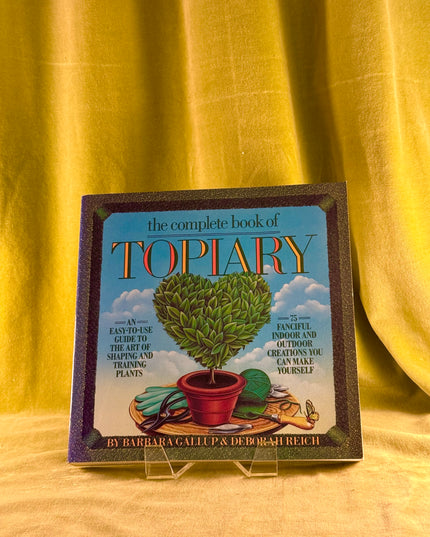 the complete book of
TOPIARY
AN
EASY-TO-USE
GUIDE TO
THE ART OF
SHAPING AND
TRAINING
PLANTS
75
FANCIFUL
INDOOR AND
OUTDOOR
CREATIONS YOU
CAN MAKE
YOURSELF
BY BARBARA GALLUP & DEBORAH REICH